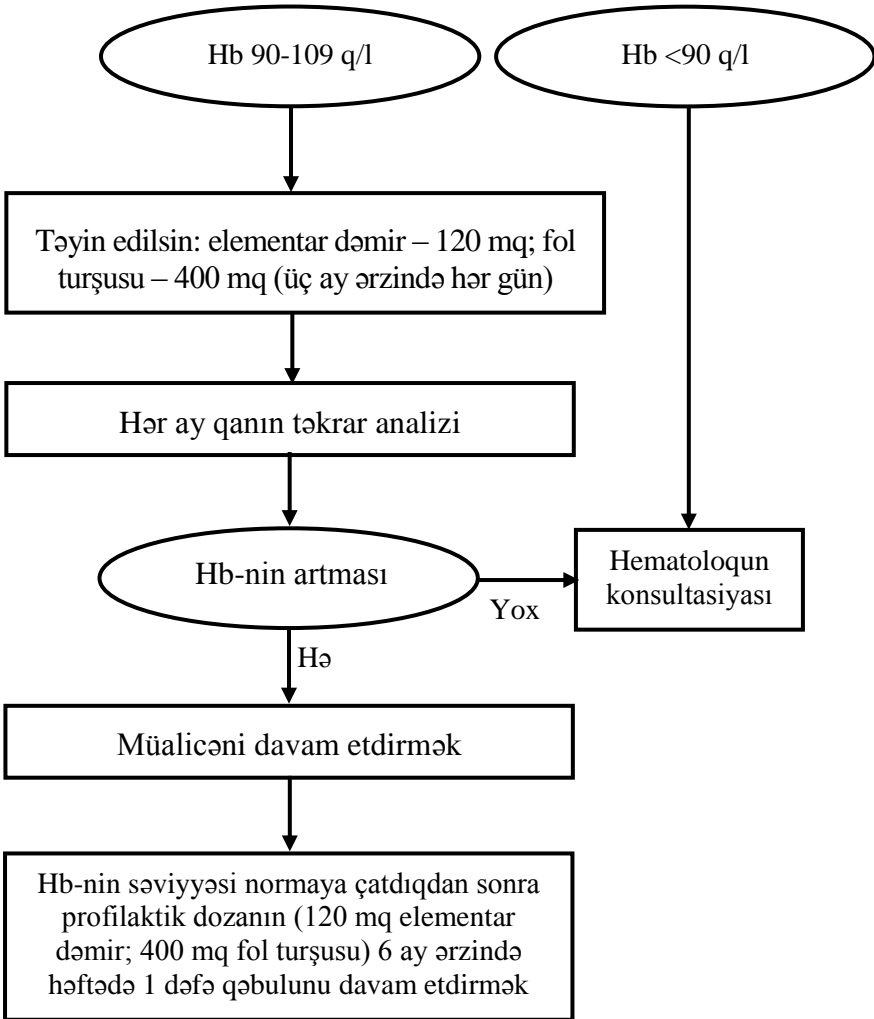 Hb 90-109 q/l
Hb <90 q/l
Təyin edilsin: elementar dəmir – 120 mq; fol
turşusu – 400 mq (üç ay ərzində hər gün)
Hər ay qanın təkrar analizi
Hb-nin artması
Yox
Hematoloqun
konsultasiyası
Hə
Müalicəni davam etdirmək
Hb-nin səviyyəsi normaya çatdıqdan sonra
profilaktik dozanın (120 mq elementar
dəmir; 400 mq fol turşusu) 6 ay ərzində
həftədə 1 dəfə qəbulunu davam etdirmək